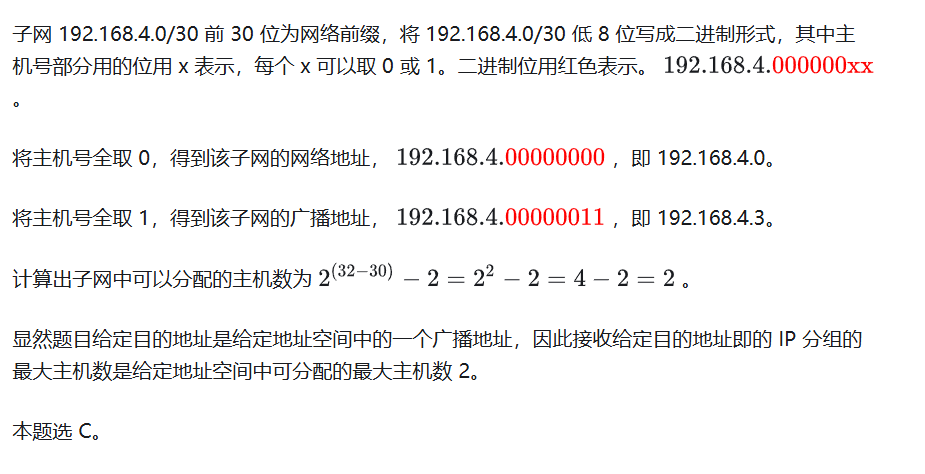 子网 192.168.4.0/30 前 30 位为网络前缀，将 192.168.4.0/30 低 8 位写成二进制形式，其中主
机号部分用的位用 x 表示，每个 x 可以取 0 或 1。二进制位用红色表示。 192.168.4.000000xx
。
将主机号全取 0，得到该子网的网络地址， 192.168.4.00000000 ，即 192.168.4.0。
将主机号全取 1，得到该子网的广播地址， 192.168.4.00000011 ，即 192.168.4.3。
计算出子网中可以分配的主机数为 2^(32−30) − 2 = 2² − 2 = 4 − 2 = 2 。
显然题目给定目的地址是给定地址空间中的一个广播地址，因此接收给定目的地址即的 IP 分组的
最大主机数是给定地址空间中可分配的最大主机数 2。
本题选 C。